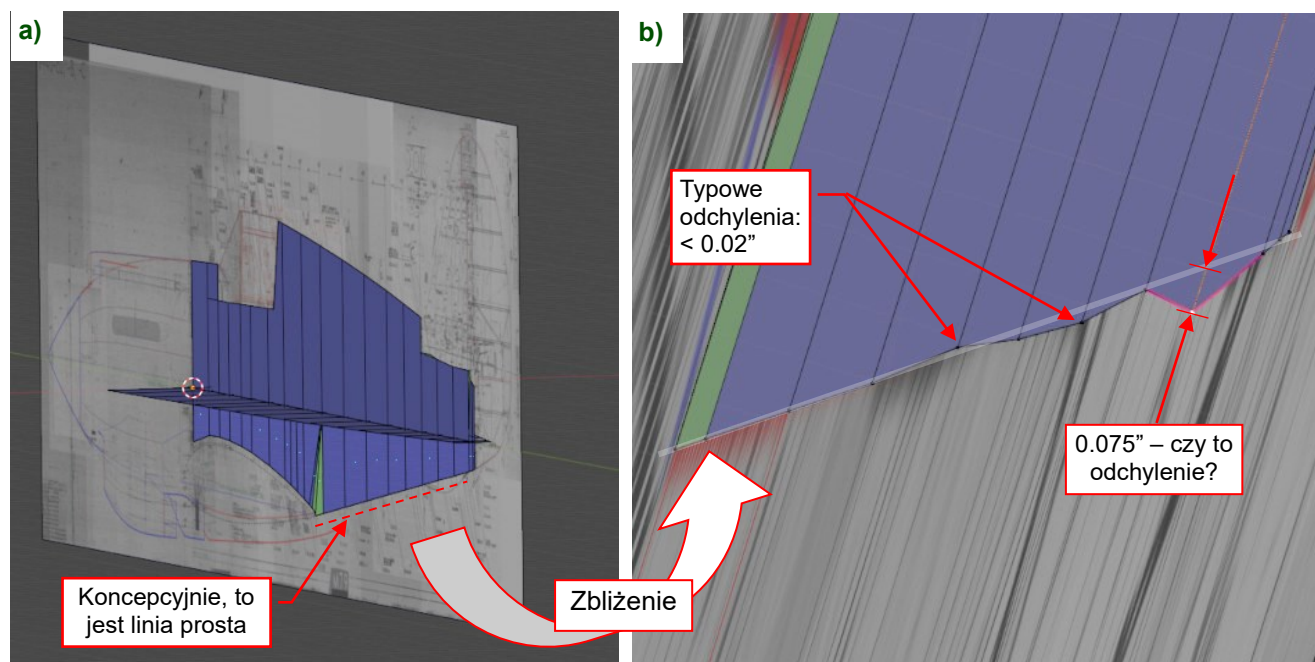 a)
b)
Typowe
odchylenia:
< 0.02”
0.075” – czy to
odchylenie?
Koncepcyjnie, to
jest linia prosta
Zbliżenie